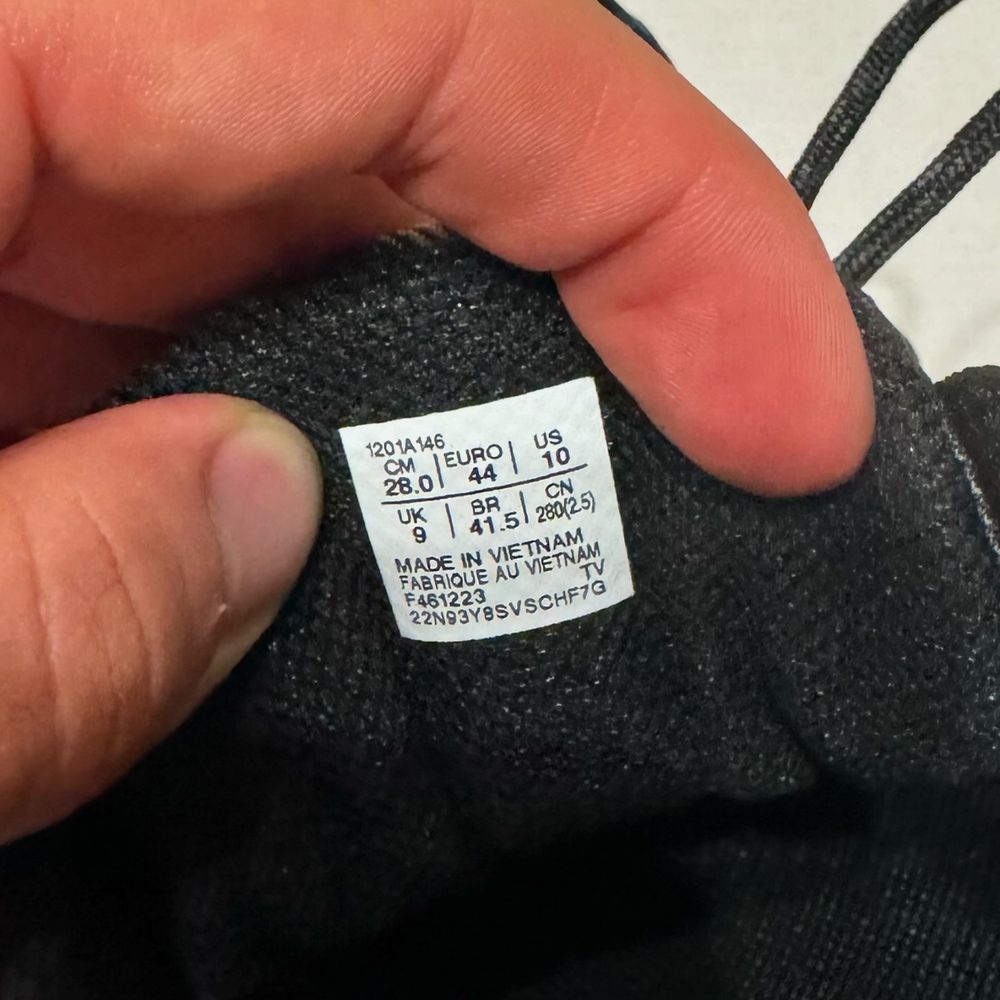 1201A146
CM 28.0 | EURO 44 | US 10
UK 9 | BR 41.5 | CN 280(2.5)
MADE IN VIETNAM
FABRIQUE AU VIETNAM
TV
F461223
22N93Y8SVSCHF7G